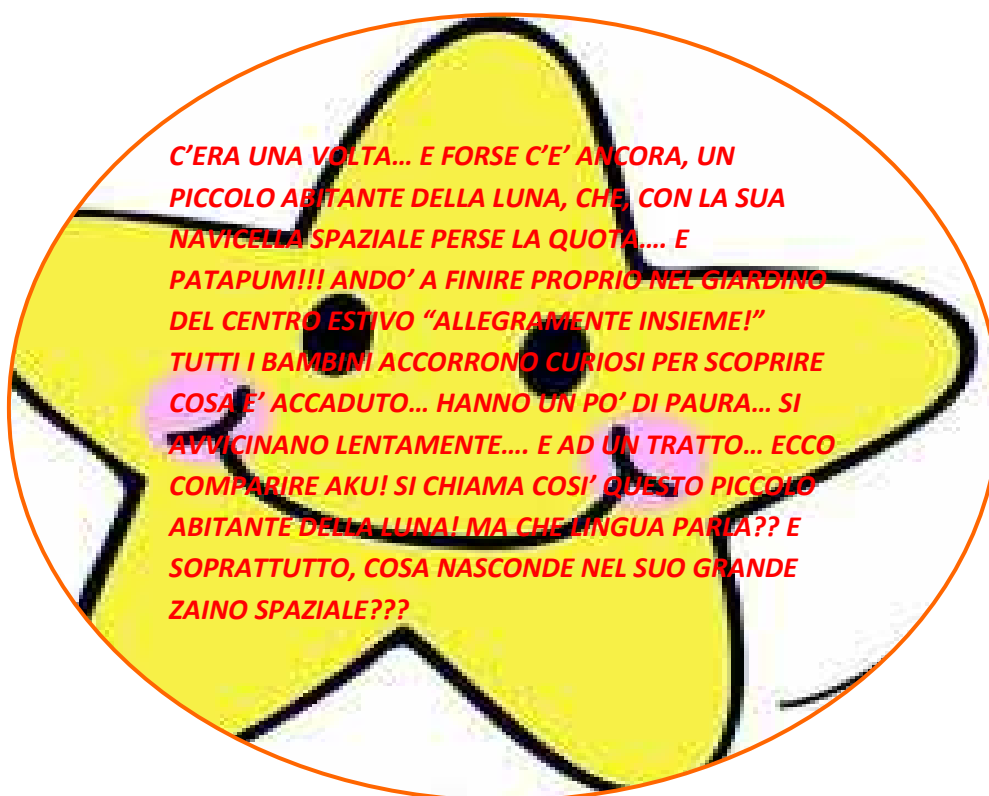 C'ERA UNA VOLTA... E FORSE C'E' ANCORA, UN
PICCOLO ABITANTE DELLA LUNA, CHE, CON LA SUA
NAVICELLA SPAZIALE PERSE LA QUOTA.... E
PATAPUM!!! ANDO' A FINIRE PROPRIO NEL GIARDINO
DEL CENTRO ESTIVO “ALLEGRAMENTE INSIEME!”
TUTTI I BAMBINI ACCORRONO CURIOSI PER SCOPRIRE
COSA E' ACCADUTO... HANNO UN PO' DI PAURA... SI
AVVICINANO LENTAMENTE.... E AD UN TRATTO... ECCO
COMPARIRE AKU! SI CHIAMA COSI' QUESTO PICCOLO
ABITANTE DELLA LUNA! MA CHE LINGUA PARLA?? E
SOPRATTUTTO, COSA NASCONDE NEL SUO GRANDE
ZAINO SPAZIALE???